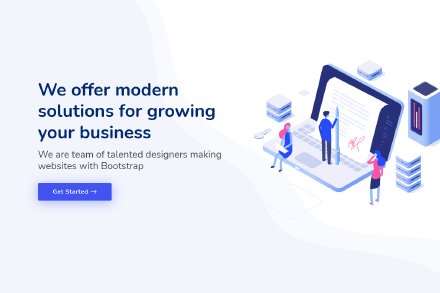 We offer modern
solutions for growing
your business
We are team of talented designers making
websites with Bootstrap
Get Started →